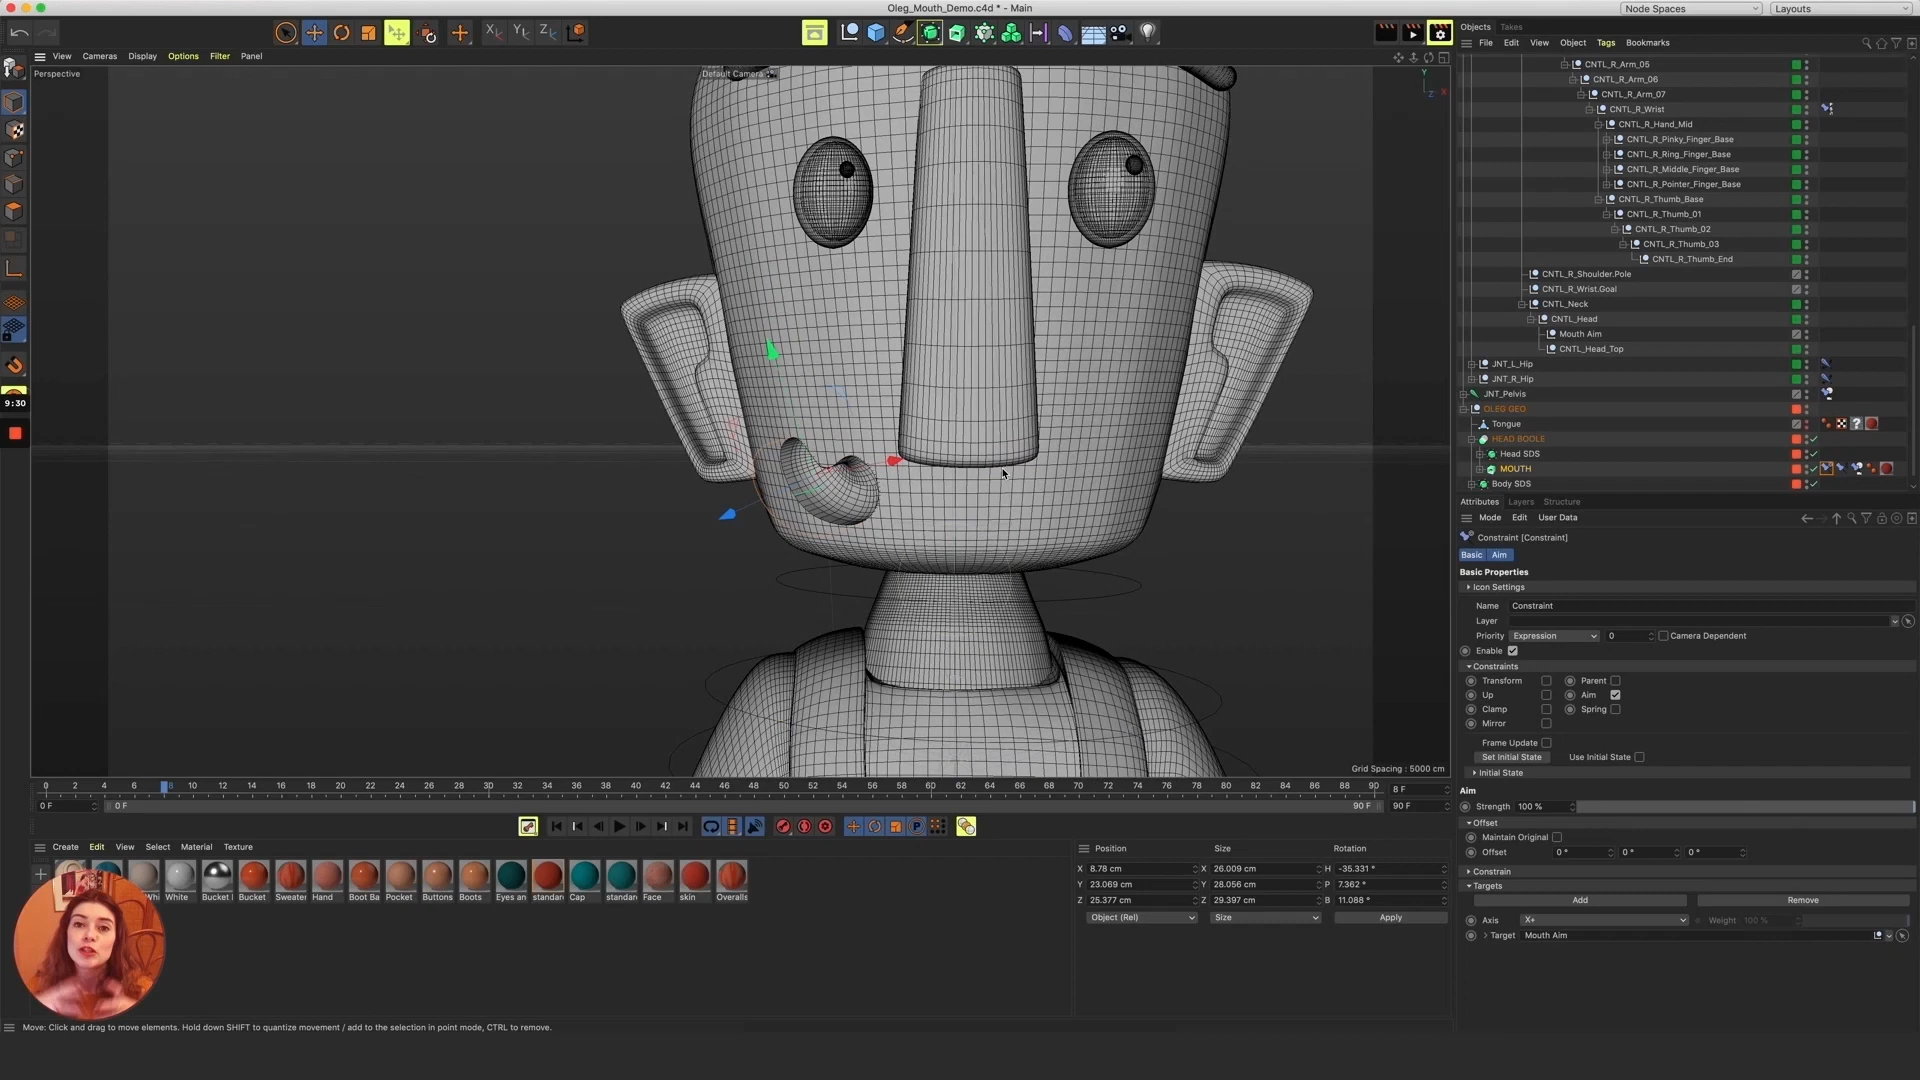 Oleg_Mouth_Demo.c4d * - Main
Node Spaces
Layouts
X
Y
Z
Objects
Takes
View
Cameras
Display
Options
Filter
Panel
File
Edit
View
Object
Tags
Bookmarks
Perspective
Default Camera
Y
Z
X
CNTL_R_Arm_05
CNTL_R_Arm_06
CNTL_R_Arm_07
CNTL_R_Wrist
CNTL_R_Hand_Mid
CNTL_R_Pinky_Finger_Base
CNTL_R_Ring_Finger_Base
CNTL_R_Middle_Finger_Base
CNTL_R_Pointer_Finger_Base
CNTL_R_Thumb_Base
CNTL_R_Thumb_01
CNTL_R_Thumb_02
CNTL_R_Thumb_03
CNTL_R_Thumb_End
CNTL_R_Shoulder.Pole
CNTL_R_Wrist.Goal
CNTL_Neck
CNTL_Head
Mouth Aim
CNTL_Head_Top
JNT_L_Hip
JNT_R_Hip
JNT_Pelvis
OLEG GEO
Tongue
HEAD BOOLE
Head SDS
MOUTH
Body SDS
9:30
Attributes
Layers
Structure
Mode
Edit
User Data
Constraint [Constraint]
Basic
Aim
Basic Properties
Icon Settings
Name
Constraint
Layer
Priority
Expression
0
Camera Dependent
Enable
Constraints
Transform
Parent
Up
Aim
Clamp
Spring
Mirror
Frame Update
Set Initial State
Use Initial State
Initial State
Aim
Strength
100 %
Offset
Maintain Original
Offset
0 °
0 °
0 °
Constrain
Targets
Add
Remove
Axis
X+
Weight
100 %
Target
Mouth Aim
Grid Spacing : 5000 cm
0 2 4 6 8 10 12 14 16 18 20 22 24 26 28 30 32 34 36 38 40 42 44 46 48 50 52 54 56 58 60 62 64 66 68 70 72 74 76 78 80 82 84 86 88 90
8 F
0 F
0 F
90 F
90 F
Create
Edit
View
Select
Material
Texture
White
Bucket
Sweater
Hand
Boot Ba
Pocket
Buttons
Boots
Eyes an
standar
Cap
standar
Face
skin
Overalls
Position
Size
Rotation
X 8.78 cm X 26.009 cm H -35.331 °
Y 23.069 cm Y 28.056 cm P 7.362 °
Z 25.377 cm Z 29.397 cm B 11.088 °
Object (Rel)
Size
Apply
Move: Click and drag to move elements. Hold down SHIFT to quantize movement / add to the selection in point mode, CTRL to remove.